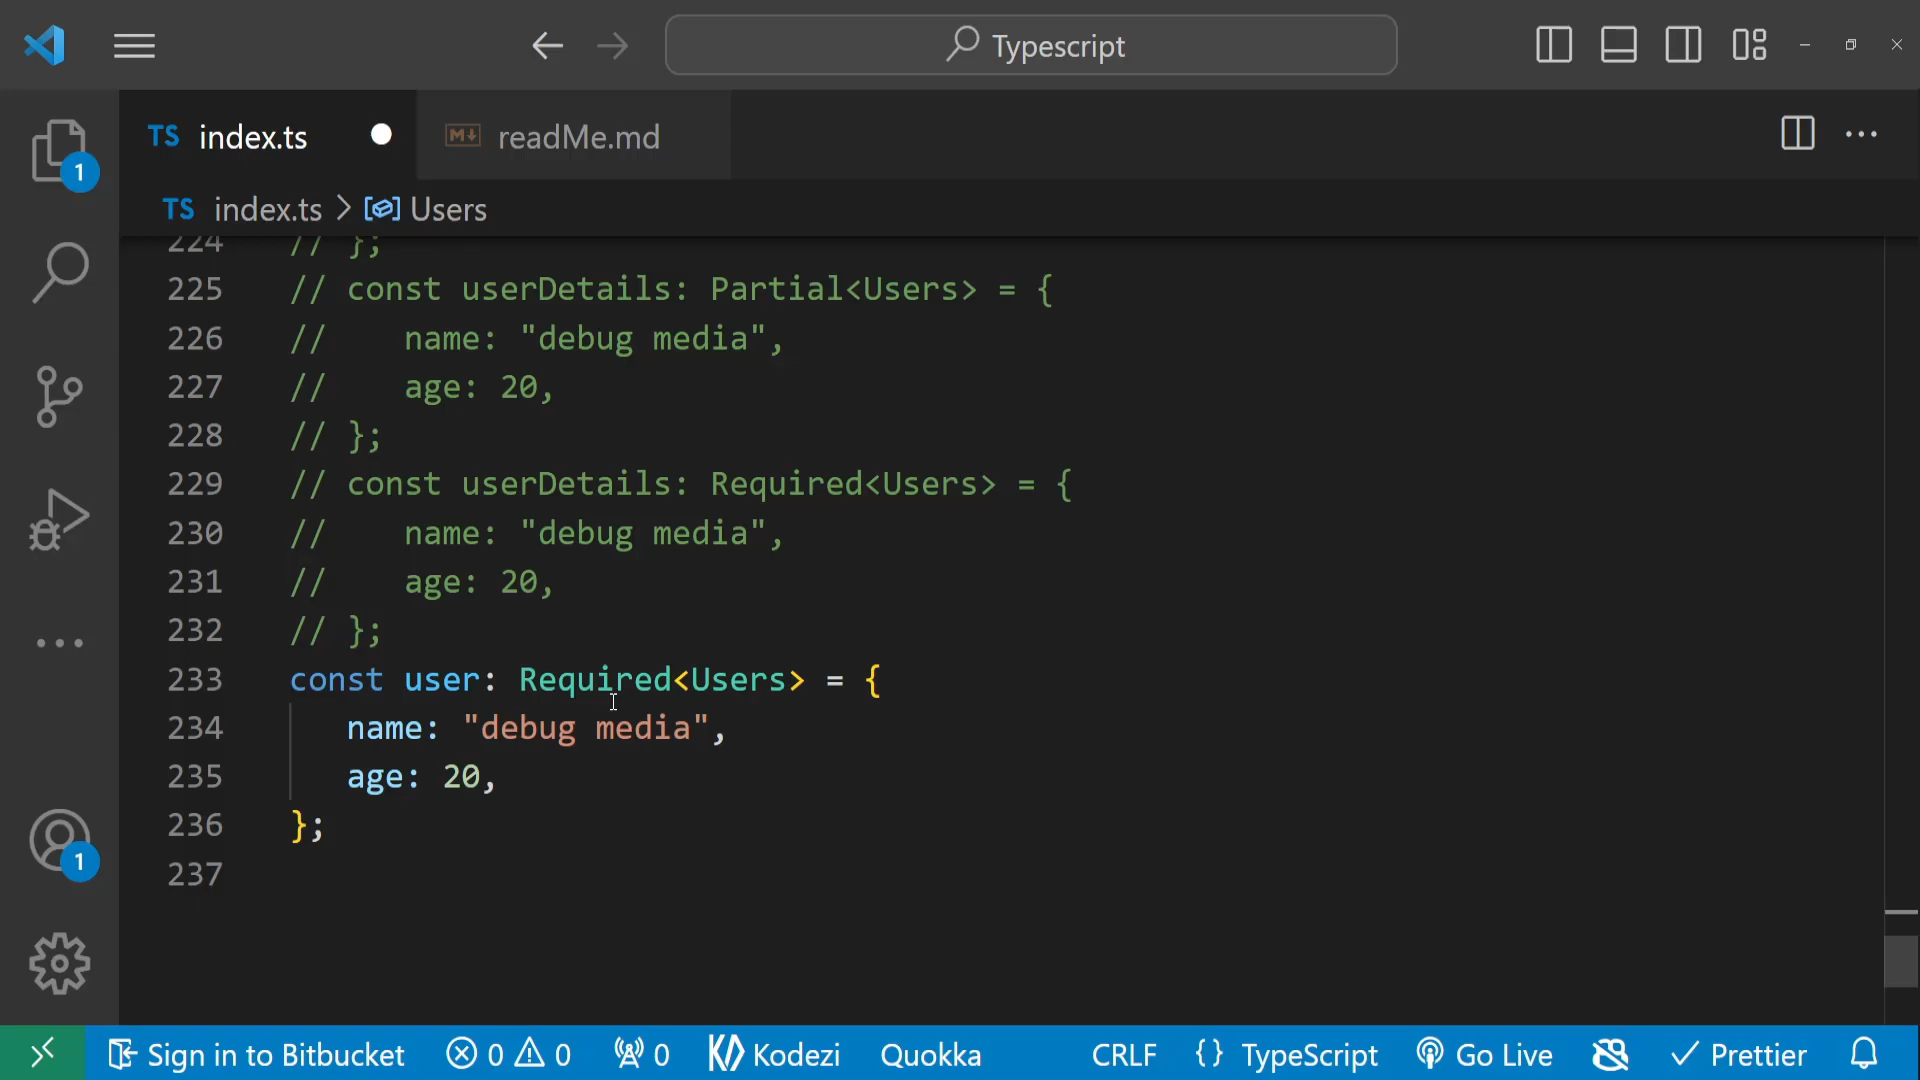 Typescript
TS index.ts
readMe.md
TS index.ts > Users
224 // };
225 // const userDetails: Partial<Users> = {
226 // name: "debug media",
227 // age: 20,
228 // };
229 // const userDetails: Required<Users> = {
230 // name: "debug media",
231 // age: 20,
232 // };
233 const user: Required<Users> = {
234 name: "debug media",
235 age: 20,
236 };
237
1
1
Sign in to Bitbucket 0 0 0 Kodezi Quokka CRLF {} TypeScript Go Live Prettier